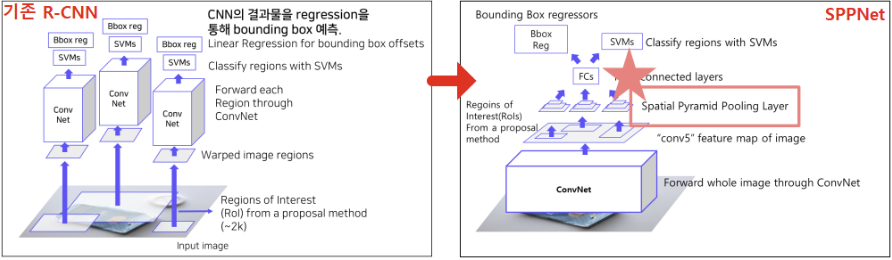 기존 R-CNN
CNN의 결과물을 regression을
통해 bounding box 예측.
Linear Regression for bounding box offsets
Bbox reg
SVMs
Bbox reg
SVMs
Bbox reg
SVMs
Classify regions with SVMs
Conv
Net
Conv
Net
Conv
Net
Forward each
Region through
ConvNet
Warped image regions
Regions of Interest
(RoI) from a proposal method
(~2k)
Input image
SPPNet
Bounding Box regressors
Bbox
Reg
SVMs
Classify regions with SVMs
FCs
connected layers
Regoins of
Interest(RoIs)
From a proposal
method
Spatial Pyramid Pooling Layer
“conv5” feature map of image
ConvNet
Forward whole image through ConvNet